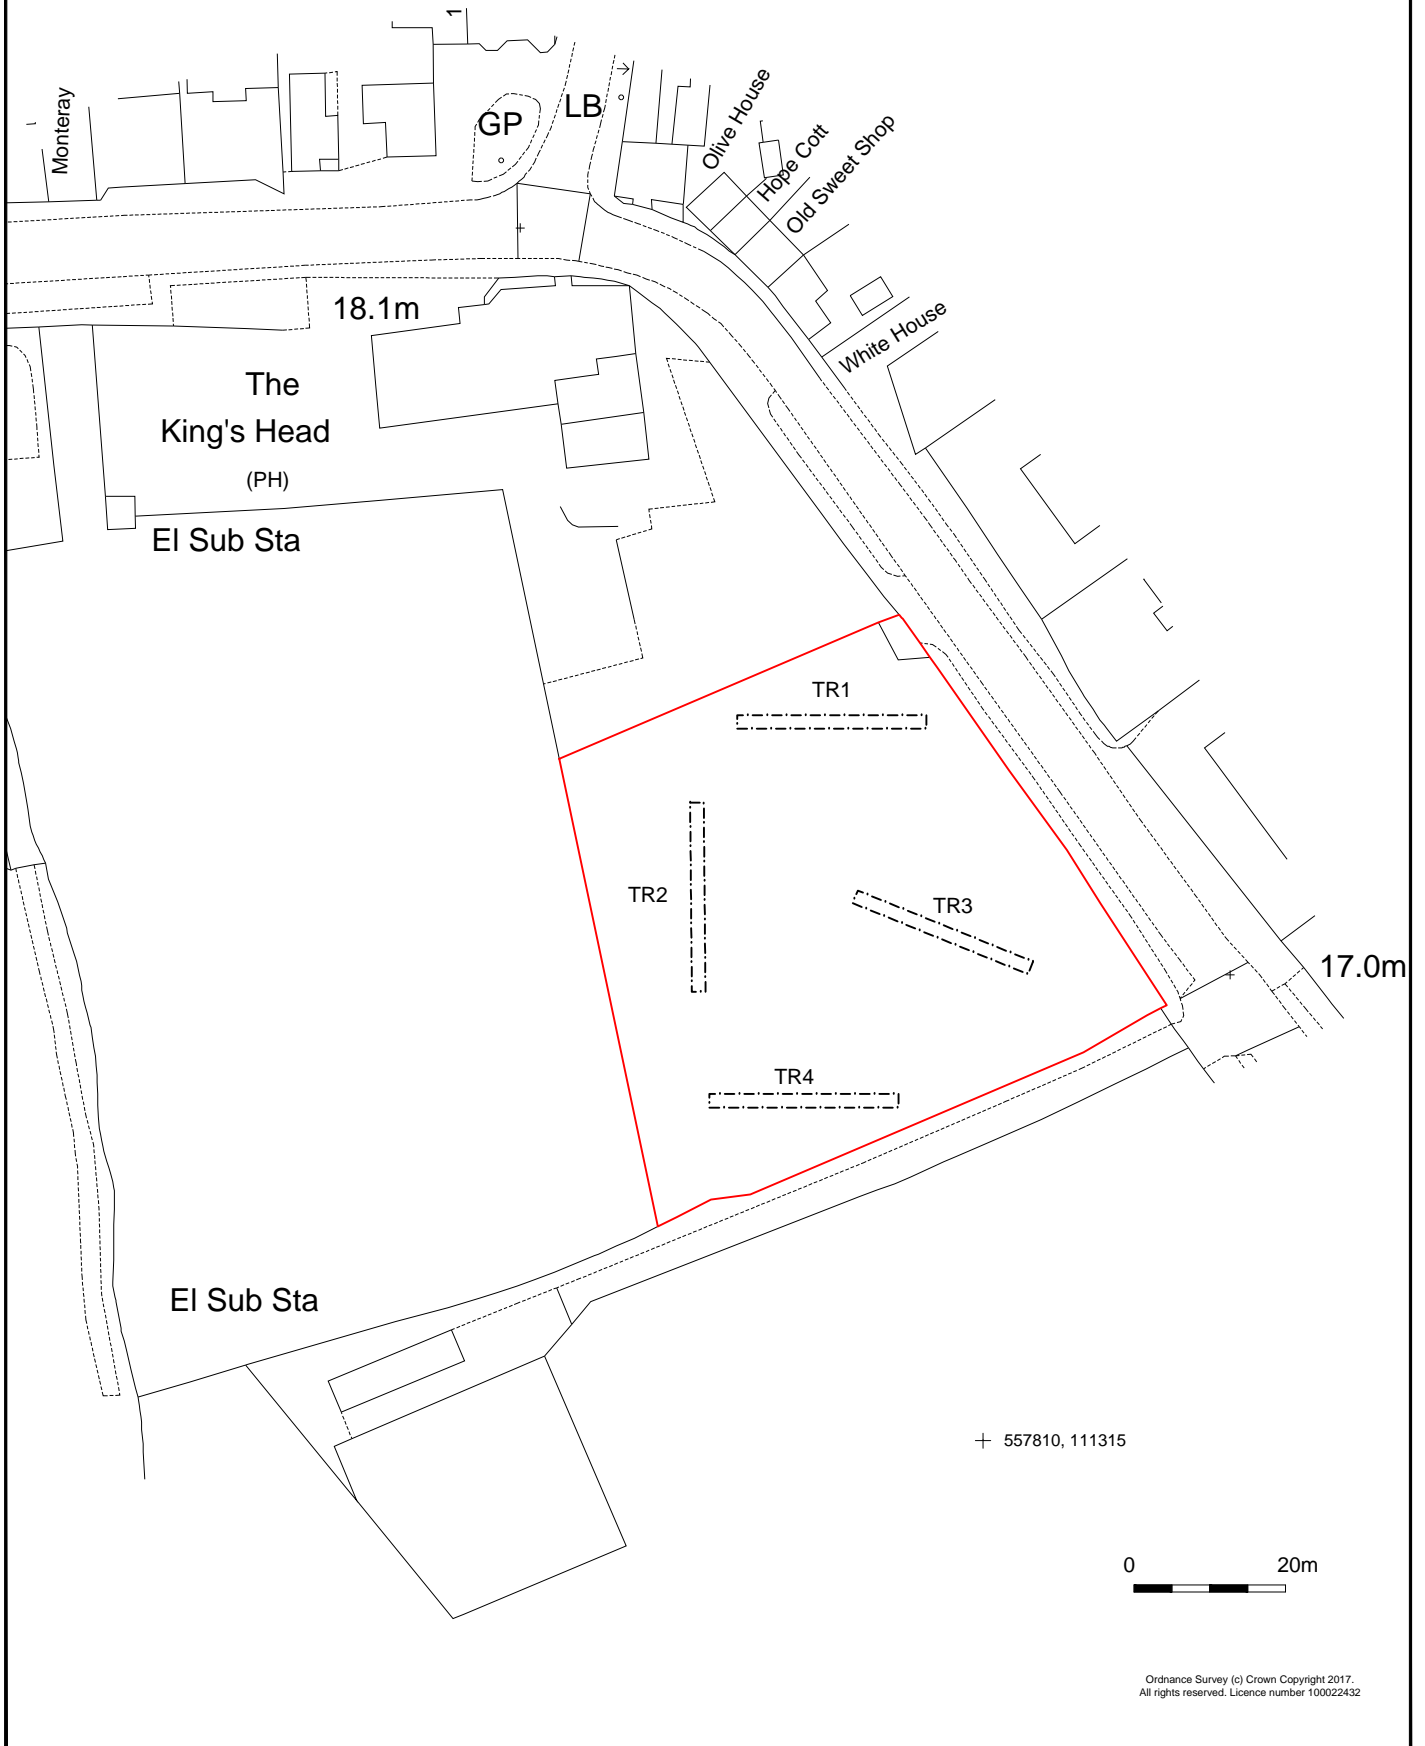 1
Monteray
GP
LB
Olive House
Hope Cott
Old Sweet Shop
18.1m
White House
The
King's Head
(PH)
El Sub Sta
TR1
TR2
TR3
17.0m
TR4
El Sub Sta
557810, 111315
0 20m
Ordnance Survey (c) Crown Copyright 2017.
All rights reserved. Licence number 100022432